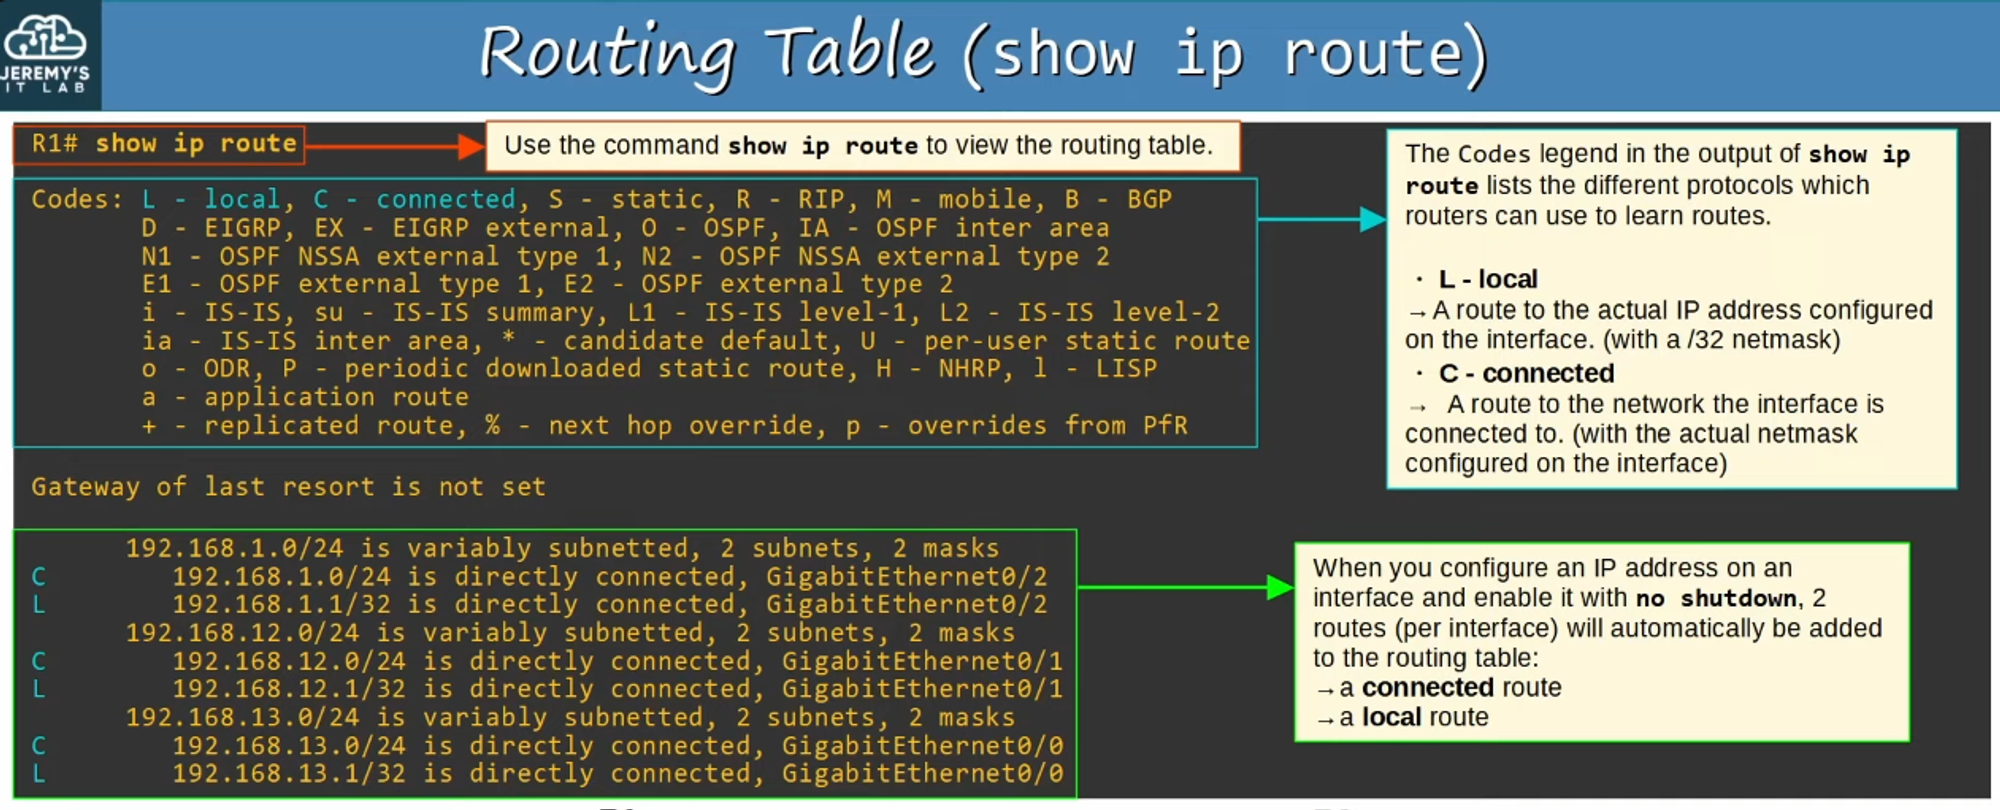 JEREMY'S
IT LAB
Routing Table (show ip route)
R1# show ip route
Use the command show ip route to view the routing table.
Codes: L - local, C - connected, S - static, R - RIP, M - mobile, B - BGP
D - EIGRP, EX - EIGRP external, O - OSPF, IA - OSPF inter area
N1 - OSPF NSSA external type 1, N2 - OSPF NSSA external type 2
E1 - OSPF external type 1, E2 - OSPF external type 2
i - IS-IS, su - IS-IS summary, L1 - IS-IS level-1, L2 - IS-IS level-2
ia - IS-IS inter area, * - candidate default, U - per-user static route
o - ODR, P - periodic downloaded static route, H - NHRP, l - LISP
a - application route
+ - replicated route, % - next hop override, p - overrides from PfR
The Codes legend in the output of show ip
route lists the different protocols which
routers can use to learn routes.
· L - local
→ A route to the actual IP address configured
on the interface. (with a /32 netmask)
· C - connected
→ A route to the network the interface is
connected to. (with the actual netmask
configured on the interface)
Gateway of last resort is not set
192.168.1.0/24 is variably subnetted, 2 subnets, 2 masks
C 192.168.1.0/24 is directly connected, GigabitEthernet0/2
L 192.168.1.1/32 is directly connected, GigabitEthernet0/2
192.168.12.0/24 is variably subnetted, 2 subnets, 2 masks
C 192.168.12.0/24 is directly connected, GigabitEthernet0/1
L 192.168.12.1/32 is directly connected, GigabitEthernet0/1
192.168.13.0/24 is variably subnetted, 2 subnets, 2 masks
C 192.168.13.0/24 is directly connected, GigabitEthernet0/0
L 192.168.13.1/32 is directly connected, GigabitEthernet0/0
When you configure an IP address on an
interface and enable it with no shutdown, 2
routes (per interface) will automatically be added
to the routing table:
→a connected route
→a local route